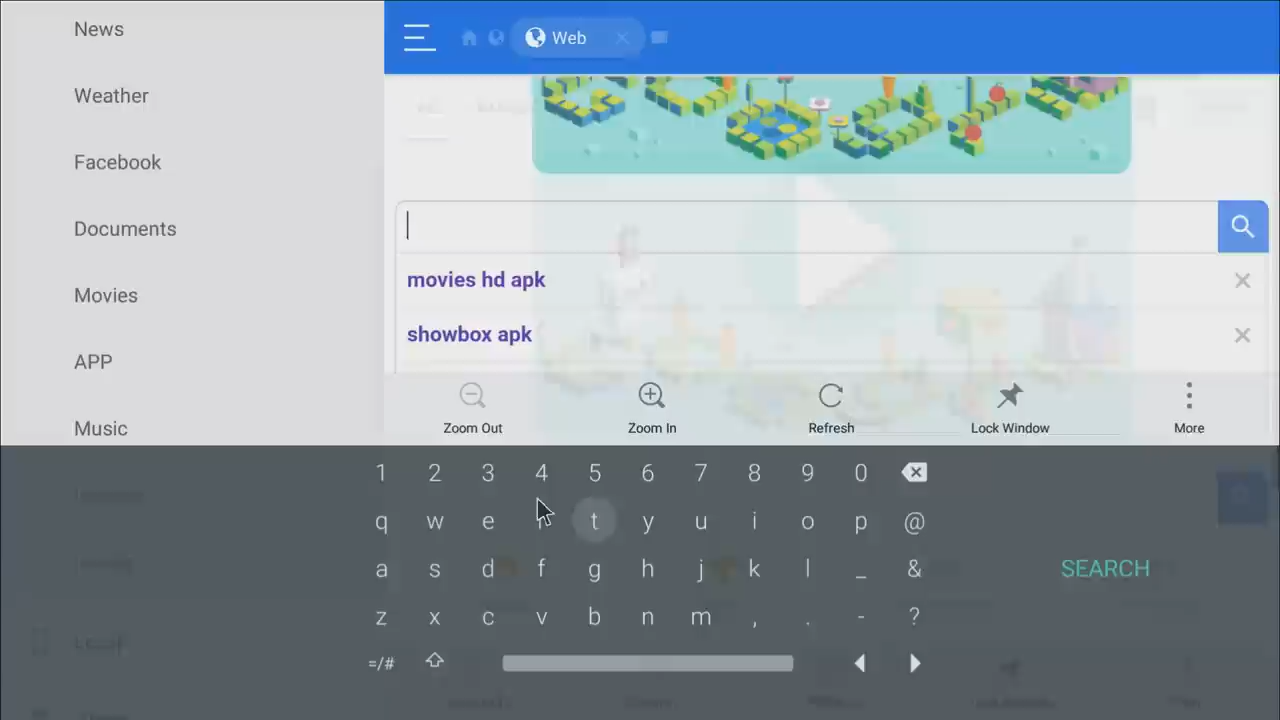 News
Weather
Facebook
Documents
Movies
APP
Music
Web
movies hd apk
showbox apk
Zoom Out
Zoom In
Refresh
Lock Window
More
1 2 3 4 5 6 7 8 9 0
q w e r t y u i o p @
a s d f g h j k l _ &
SEARCH
z x c v b n m , . - ?
=/#